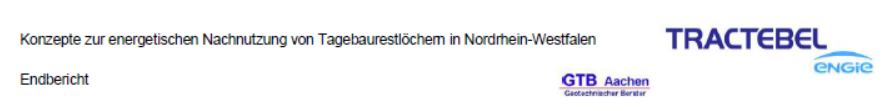 Konzepte zur energetischen Nachnutzung von Tagebaurestlöchern in Nordrhein-Westfalen
TRACTEBEL
ENGIE
Endbericht
GTB Aachen
Geotechnischer Berater